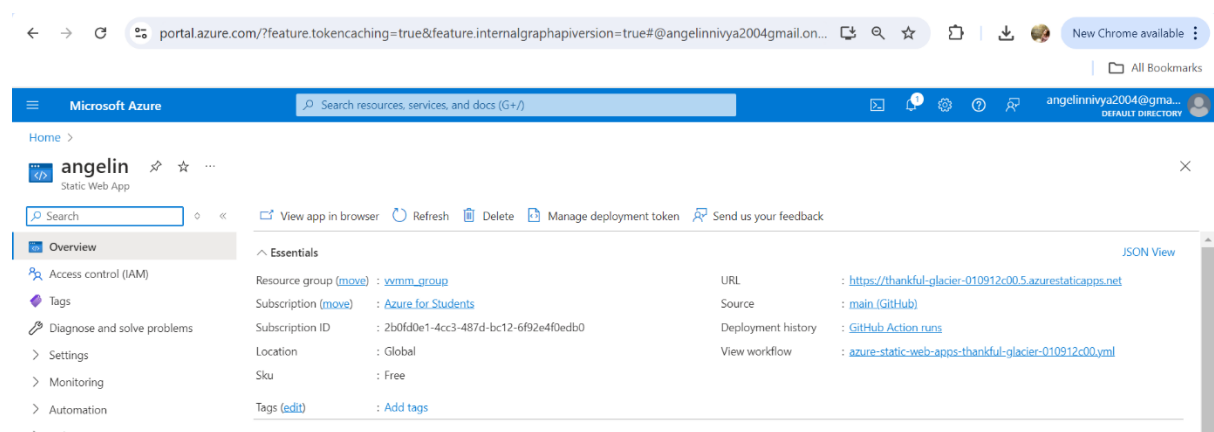 portal.azure.com/?feature.tokencaching=true&feature.internalgraphapiversion=true#@angelinnivya2004gmail.on...
New Chrome available
All Bookmarks
Microsoft Azure
Search resources, services, and docs (G+/)
1
angelinnivya2004@gma...
DEFAULT DIRECTORY
Home >
angelin
Static Web App
Search
View app in browser
Refresh
Delete
Manage deployment token
Send us your feedback
Overview
Access control (IAM)
Tags
Diagnose and solve problems
Settings
Monitoring
Automation
Essentials
JSON View
Resource group (move) : vvmm_group
Subscription (move) : Azure for Students
Subscription ID : 2b0fd0e1-4cc3-487d-bc12-6f92e4f0edb0
Location : Global
Sku : Free
Tags (edit) : Add tags
URL : https://thankful-glacier-010912c00.5.azurestaticapps.net
Source : main (GitHub)
Deployment history : GitHub Action runs
View workflow : azure-static-web-apps-thankful-glacier-010912c00.yml